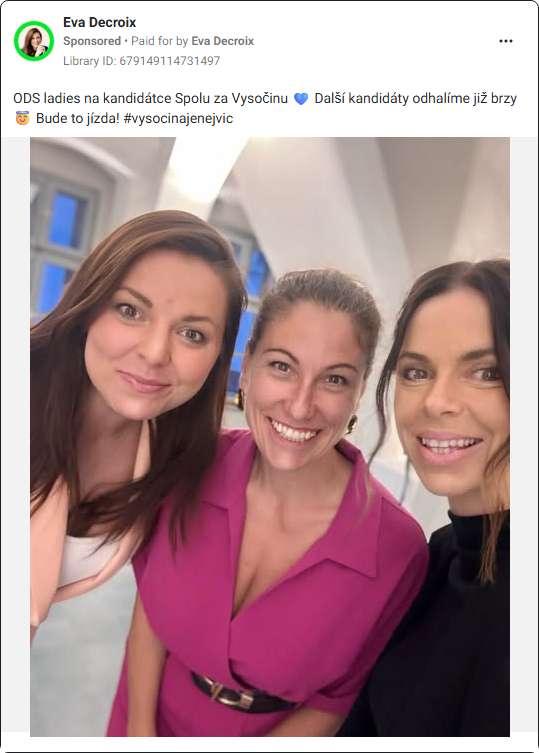 Eva Decroix
Sponsored • Paid for by Eva Decroix
Library ID: 679149114731497
ODS ladies na kandidátce Spolu za Vysočinu 💙 Další kandidáty odhalíme již brzy
😇 Bude to jízda! #vysocinajenejvic